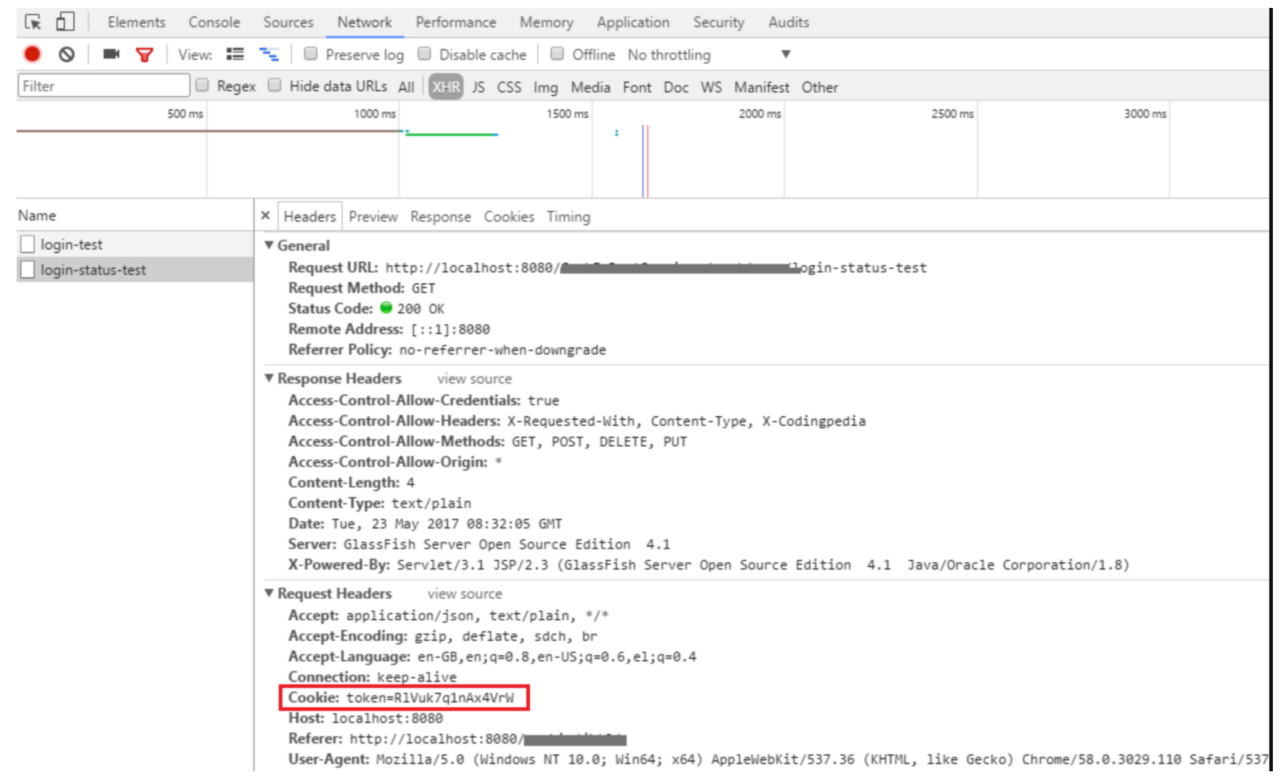 Elements Console Sources Network Performance Memory Application Security Audits
View: Preserve log Disable cache Offline No throttling
Filter Regex Hide data URLs All XHR JS CSS Img Media Font Doc WS Manifest Other
500 ms 1000 ms 1500 ms 2000 ms 2500 ms 3000 ms
Name
login-test
login-status-test
× Headers Preview Response Cookies Timing
▼ General
Request URL: http://localhost:8080/ login-status-test
Request Method: GET
Status Code: 200 OK
Remote Address: [::1]:8080
Referrer Policy: no-referrer-when-downgrade
▼ Response Headers view source
Access-Control-Allow-Credentials: true
Access-Control-Allow-Headers: X-Requested-With, Content-Type, X-Codingpedia
Access-Control-Allow-Methods: GET, POST, DELETE, PUT
Access-Control-Allow-Origin: *
Content-Length: 4
Content-Type: text/plain
Date: Tue, 23 May 2017 08:32:05 GMT
Server: GlassFish Server Open Source Edition 4.1
X-Powered-By: Servlet/3.1 JSP/2.3 (GlassFish Server Open Source Edition 4.1 Java/Oracle Corporation/1.8)
▼ Request Headers view source
Accept: application/json, text/plain, */*
Accept-Encoding: gzip, deflate, sdch, br
Accept-Language: en-GB,en;q=0.8,en-US;q=0.6,el;q=0.4
Connection: keep-alive
Cookie: token=RlVuk7q1nAx4VrW
Host: localhost:8080
Referer: http://localhost:8080/
User-Agent: Mozilla/5.0 (Windows NT 10.0; Win64; x64) AppleWebKit/537.36 (KHTML, like Gecko) Chrome/58.0.3029.110 Safari/537